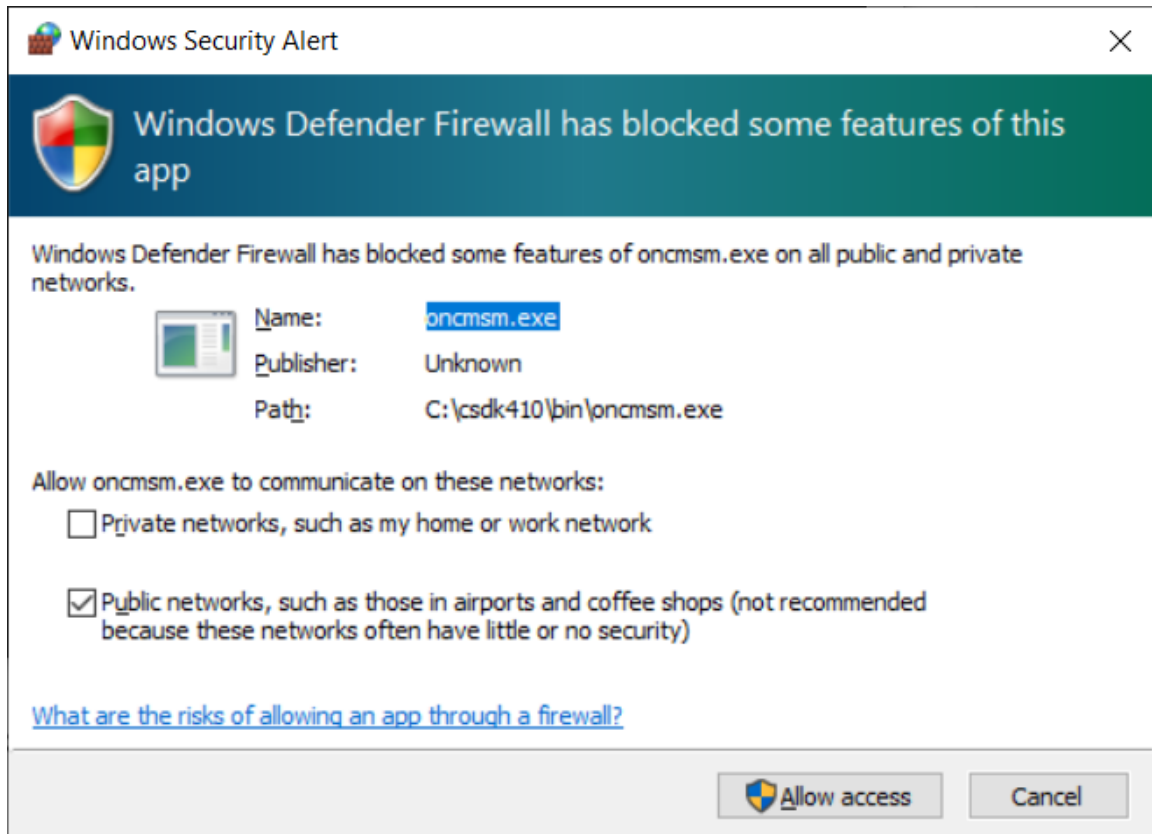 Windows Security Alert
Windows Defender Firewall has blocked some features of this
app
Windows Defender Firewall has blocked some features of oncmsm.exe on all public and private
networks.
Name: oncmsm.exe
Publisher: Unknown
Path: C:\csdk410\bin\oncmsm.exe
Allow oncmsm.exe to communicate on these networks:
Private networks, such as my home or work network
Public networks, such as those in airports and coffee shops (not recommended
because these networks often have little or no security)
What are the risks of allowing an app through a firewall?
Allow access Cancel